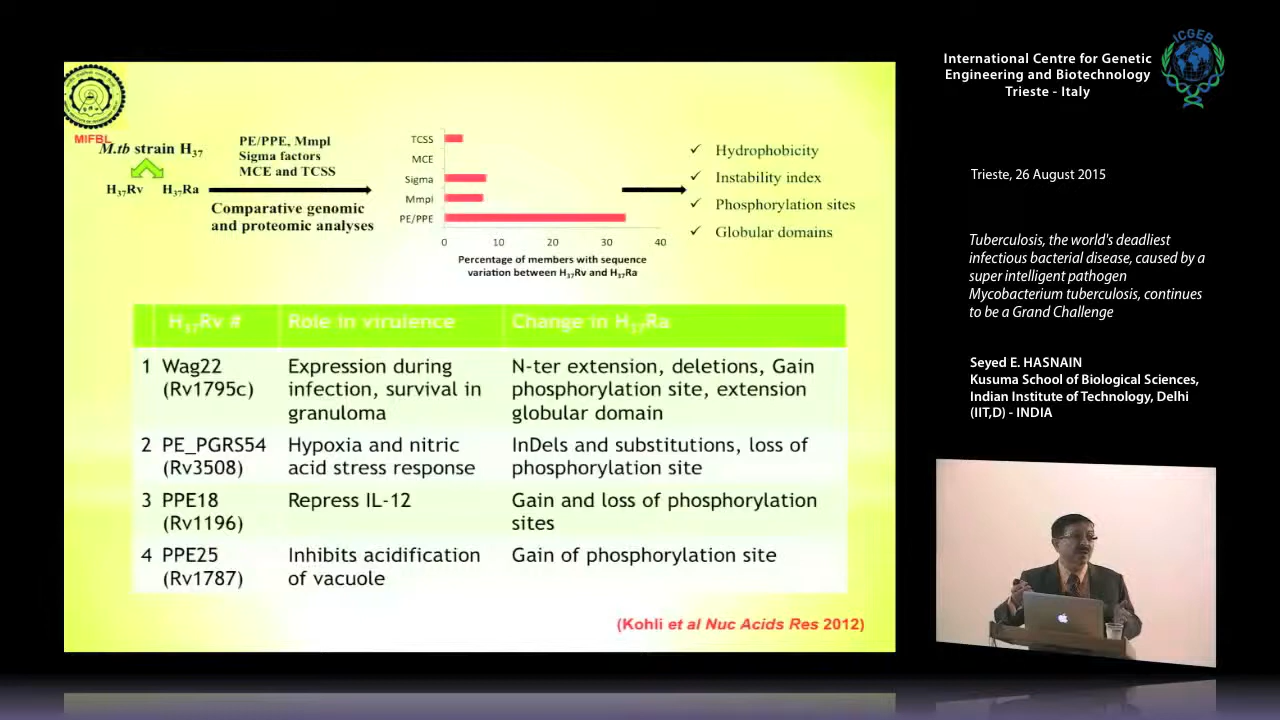 MIFBL
M.tb strain H37
H37Rv H37Ra
PE/PPE, Mmpl
Sigma factors
MCE and TCSS
Comparative genomic
and proteomic analyses
TCSS
MCE
Sigma
Mmpl
PE/PPE
0 10 20 30 40
Percentage of members with sequence
variation between H37Rv and H37Ra
✓ Hydrophobicity
✓ Instability index
✓ Phosphorylation sites
✓ Globular domains
H37Rv # Role in virulence Change in H37Ra
1 Wag22 Expression during N-ter extension, deletions, Gain
(Rv1795c) infection, survival in phosphorylation site, extension
granuloma globular domain
2 PE_PGRS54 Hypoxia and nitric InDels and substitutions, loss of
(Rv3508) acid stress response phosphorylation site
3 PPE18 Repress IL-12 Gain and loss of phosphorylation
(Rv1196) sites
4 PPE25 Inhibits acidification Gain of phosphorylation site
(Rv1787) of vacuole
(Kohli et al Nuc Acids Res 2012)
International Centre for Genetic
Engineering and Biotechnology
Trieste - Italy
ICGEB
Trieste, 26 August 2015
Tuberculosis, the world's deadliest
infectious bacterial disease, caused by a
super intelligent pathogen
Mycobacterium tuberculosis, continues
to be a Grand Challenge
Seyed E. HASNAIN
Kusuma School of Biological Sciences,
Indian Institute of Technology, Delhi
(IIT,D) - INDIA